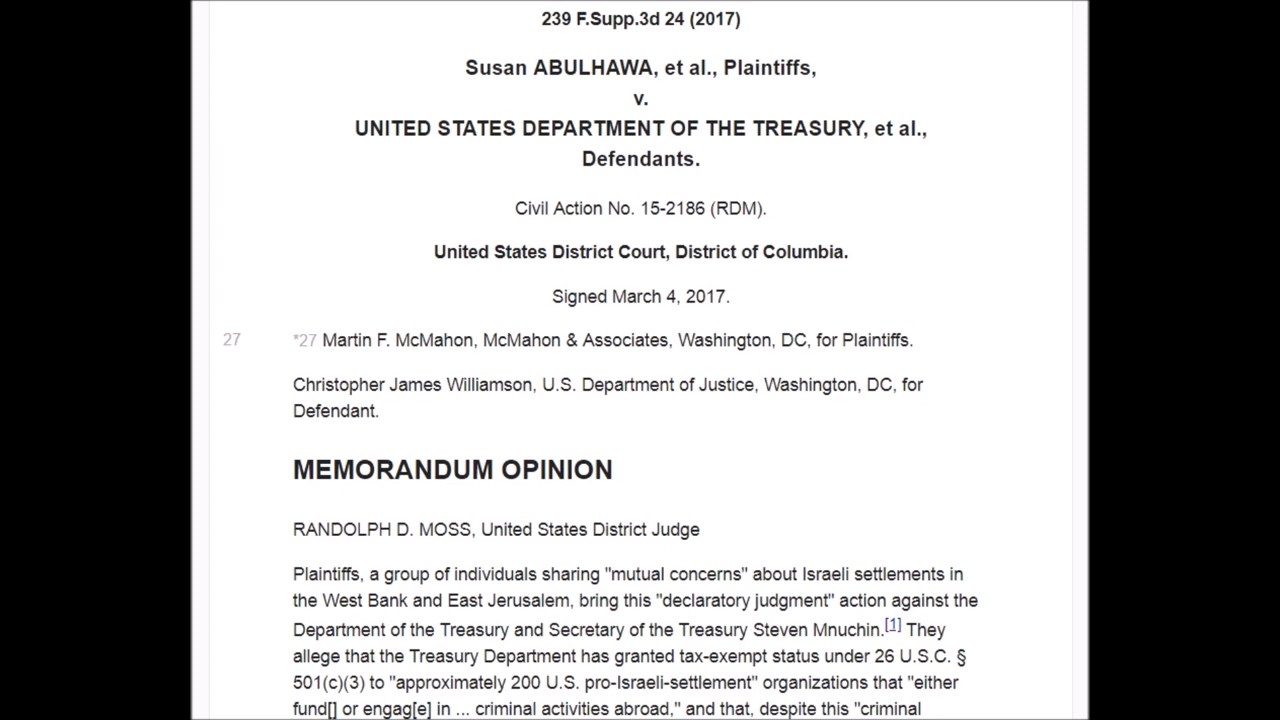 239 F.Supp.3d 24 (2017)
Susan ABULHAWA, et al., Plaintiffs,
v.
UNITED STATES DEPARTMENT OF THE TREASURY, et al.,
Defendants.
Civil Action No. 15-2186 (RDM).
United States District Court, District of Columbia.
Signed March 4, 2017.
27 *27 Martin F. McMahon, McMahon & Associates, Washington, DC, for Plaintiffs.
Christopher James Williamson, U.S. Department of Justice, Washington, DC, for
Defendant.
MEMORANDUM OPINION
RANDOLPH D. MOSS, United States District Judge
Plaintiffs, a group of individuals sharing "mutual concerns" about Israeli settlements in
the West Bank and East Jerusalem, bring this "declaratory judgment" action against the
Department of the Treasury and Secretary of the Treasury Steven Mnuchin.[1] They
allege that the Treasury Department has granted tax-exempt status under 26 U.S.C. §
501(c)(3) to "approximately 200 U.S. pro-Israeli-settlement" organizations that "either
fund[] or engag[e] in ... criminal activities abroad," and that, despite this "criminal